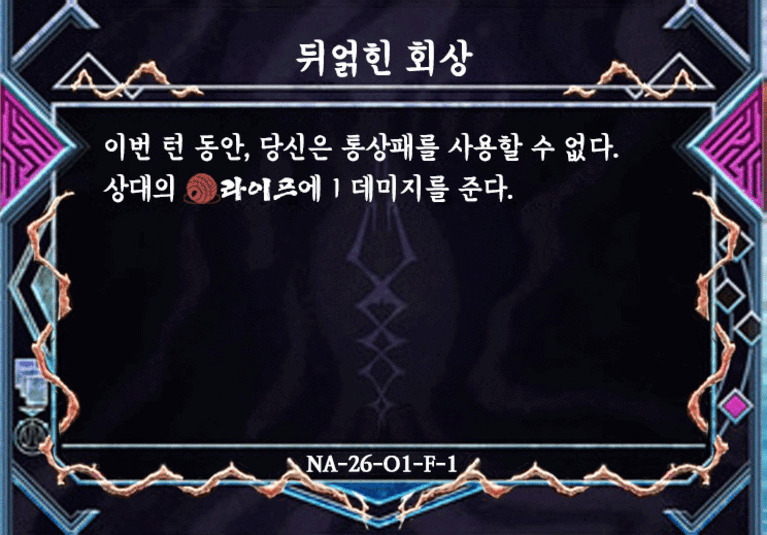 뒤얽힌 회상
이번 턴 동안, 당신은 통상패를 사용할 수 없다.
상대의 라이프에 1 데미지를 준다.
NA-26-O1-F-1